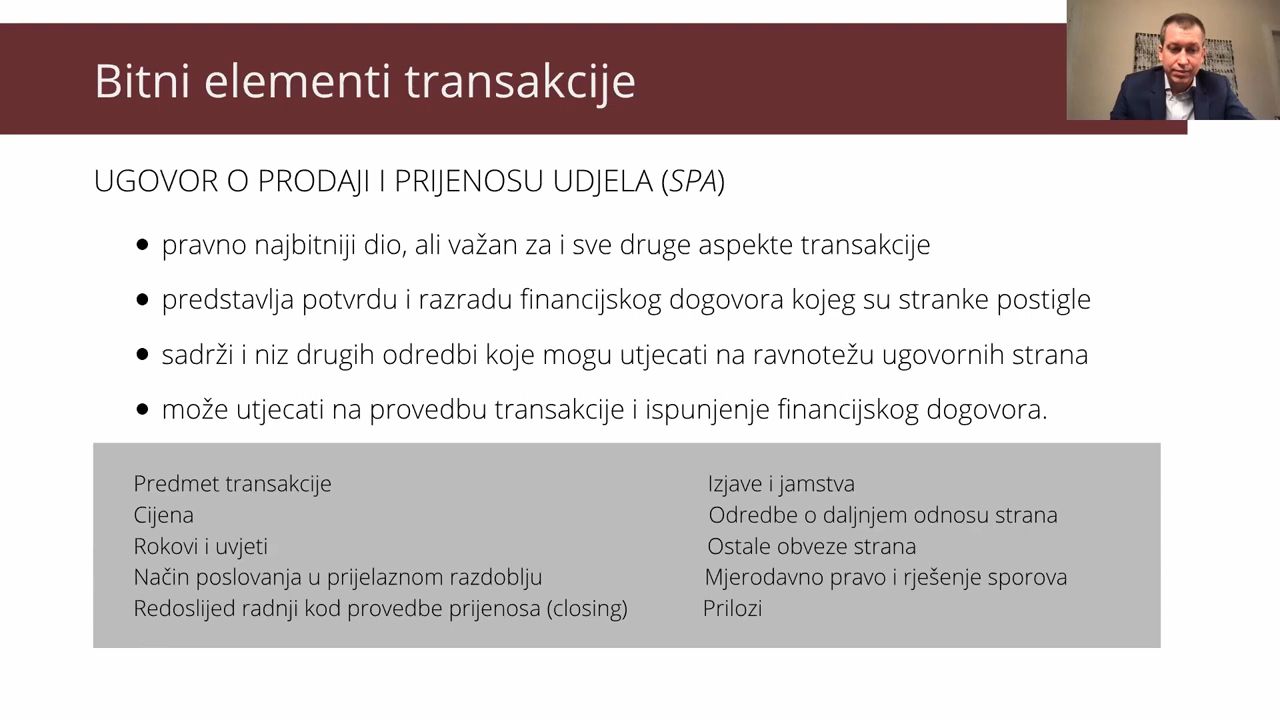 Bitni elementi transakcije
UGOVOR O PRODAJI I PRIJENOSU UDJELA (SPA)
• pravno najbitniji dio, ali važan za i sve druge aspekte transakcije
• predstavlja potvrdu i razradu financijskog dogovora kojeg su stranke postigle
• sadrži i niz drugih odredbi koje mogu utjecati na ravnotežu ugovornih strana
• može utjecati na provedbu transakcije i ispunjenje financijskog dogovora.
Predmet transakcije
Cijena
Rokovi i uvjeti
Način poslovanja u prijelaznom razdoblju
Redoslijed radnji kod provedbe prijenosa (closing)
Izjave i jamstva
Odredbe o daljnjem odnosu strana
Ostale obveze strana
Mjerodavno pravo i rješenje sporova
Prilozi